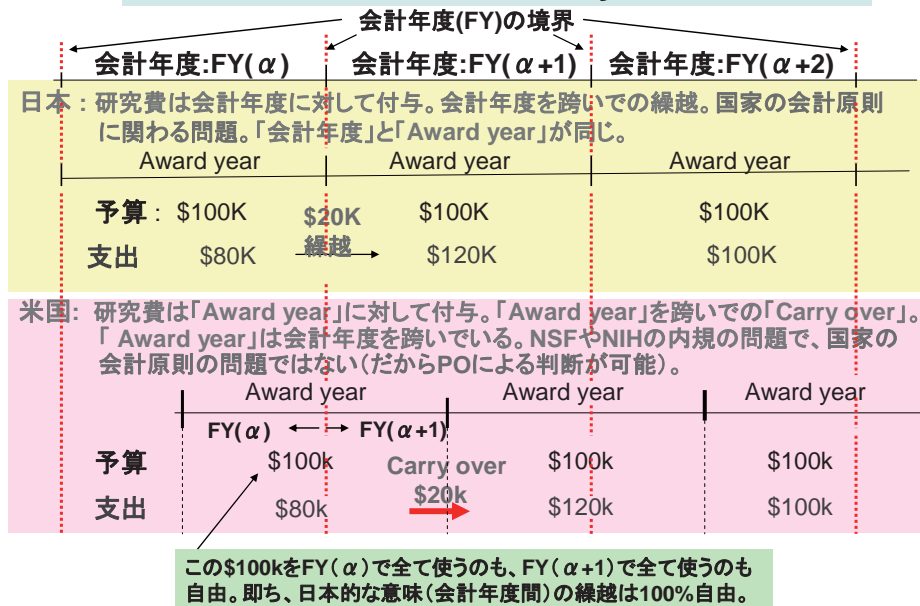 会計年度(FY)の境界
会計年度:FY(α) 会計年度:FY(α+1) 会計年度:FY(α+2)
日本：研究費は会計年度に対して付与。会計年度を跨いでの繰越。国家の会計原則
に関わる問題。「会計年度」と「Award year」が同じ。
Award year Award year Award year
予算： $100K $20K $100K $100K
繰越
支出 $80K $120K $100K
米国: 研究費は「Award year」に対して付与。「Award year」を跨いでの「Carry over」。
「 Award year」は会計年度を跨いでいる。NSFやNIHの内規の問題で、国家の
会計原則の問題ではない（だからPOによる判断が可能）。
Award year Award year Award year
FY(α) FY(α+1)
予算 $100k Carry over $100k $100k
$20k
支出 $80k $120k $100k
この$100kをFY(α)で全て使うのも、FY(α+1)で全て使うのも
自由。即ち、日本的な意味（会計年度間）の繰越は100%自由。